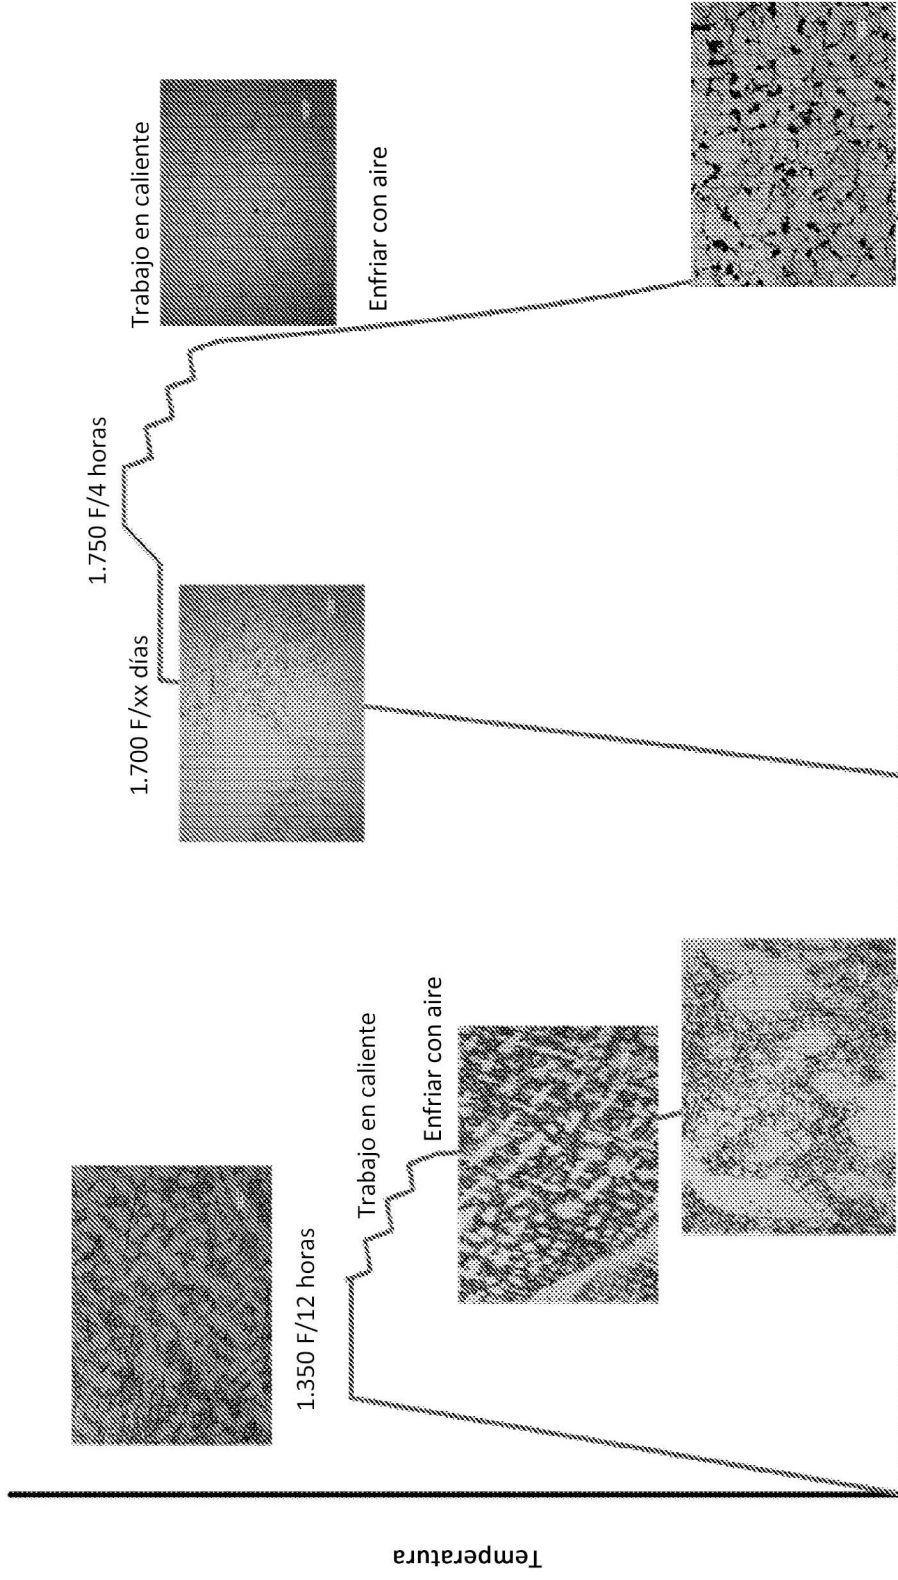 Temperatura
1.350 F/12 horas
Trabajo en caliente
Enfriar con aire
1.700 F/xx días
1.750 F/4 horas
Trabajo en caliente
Enfriar con aire